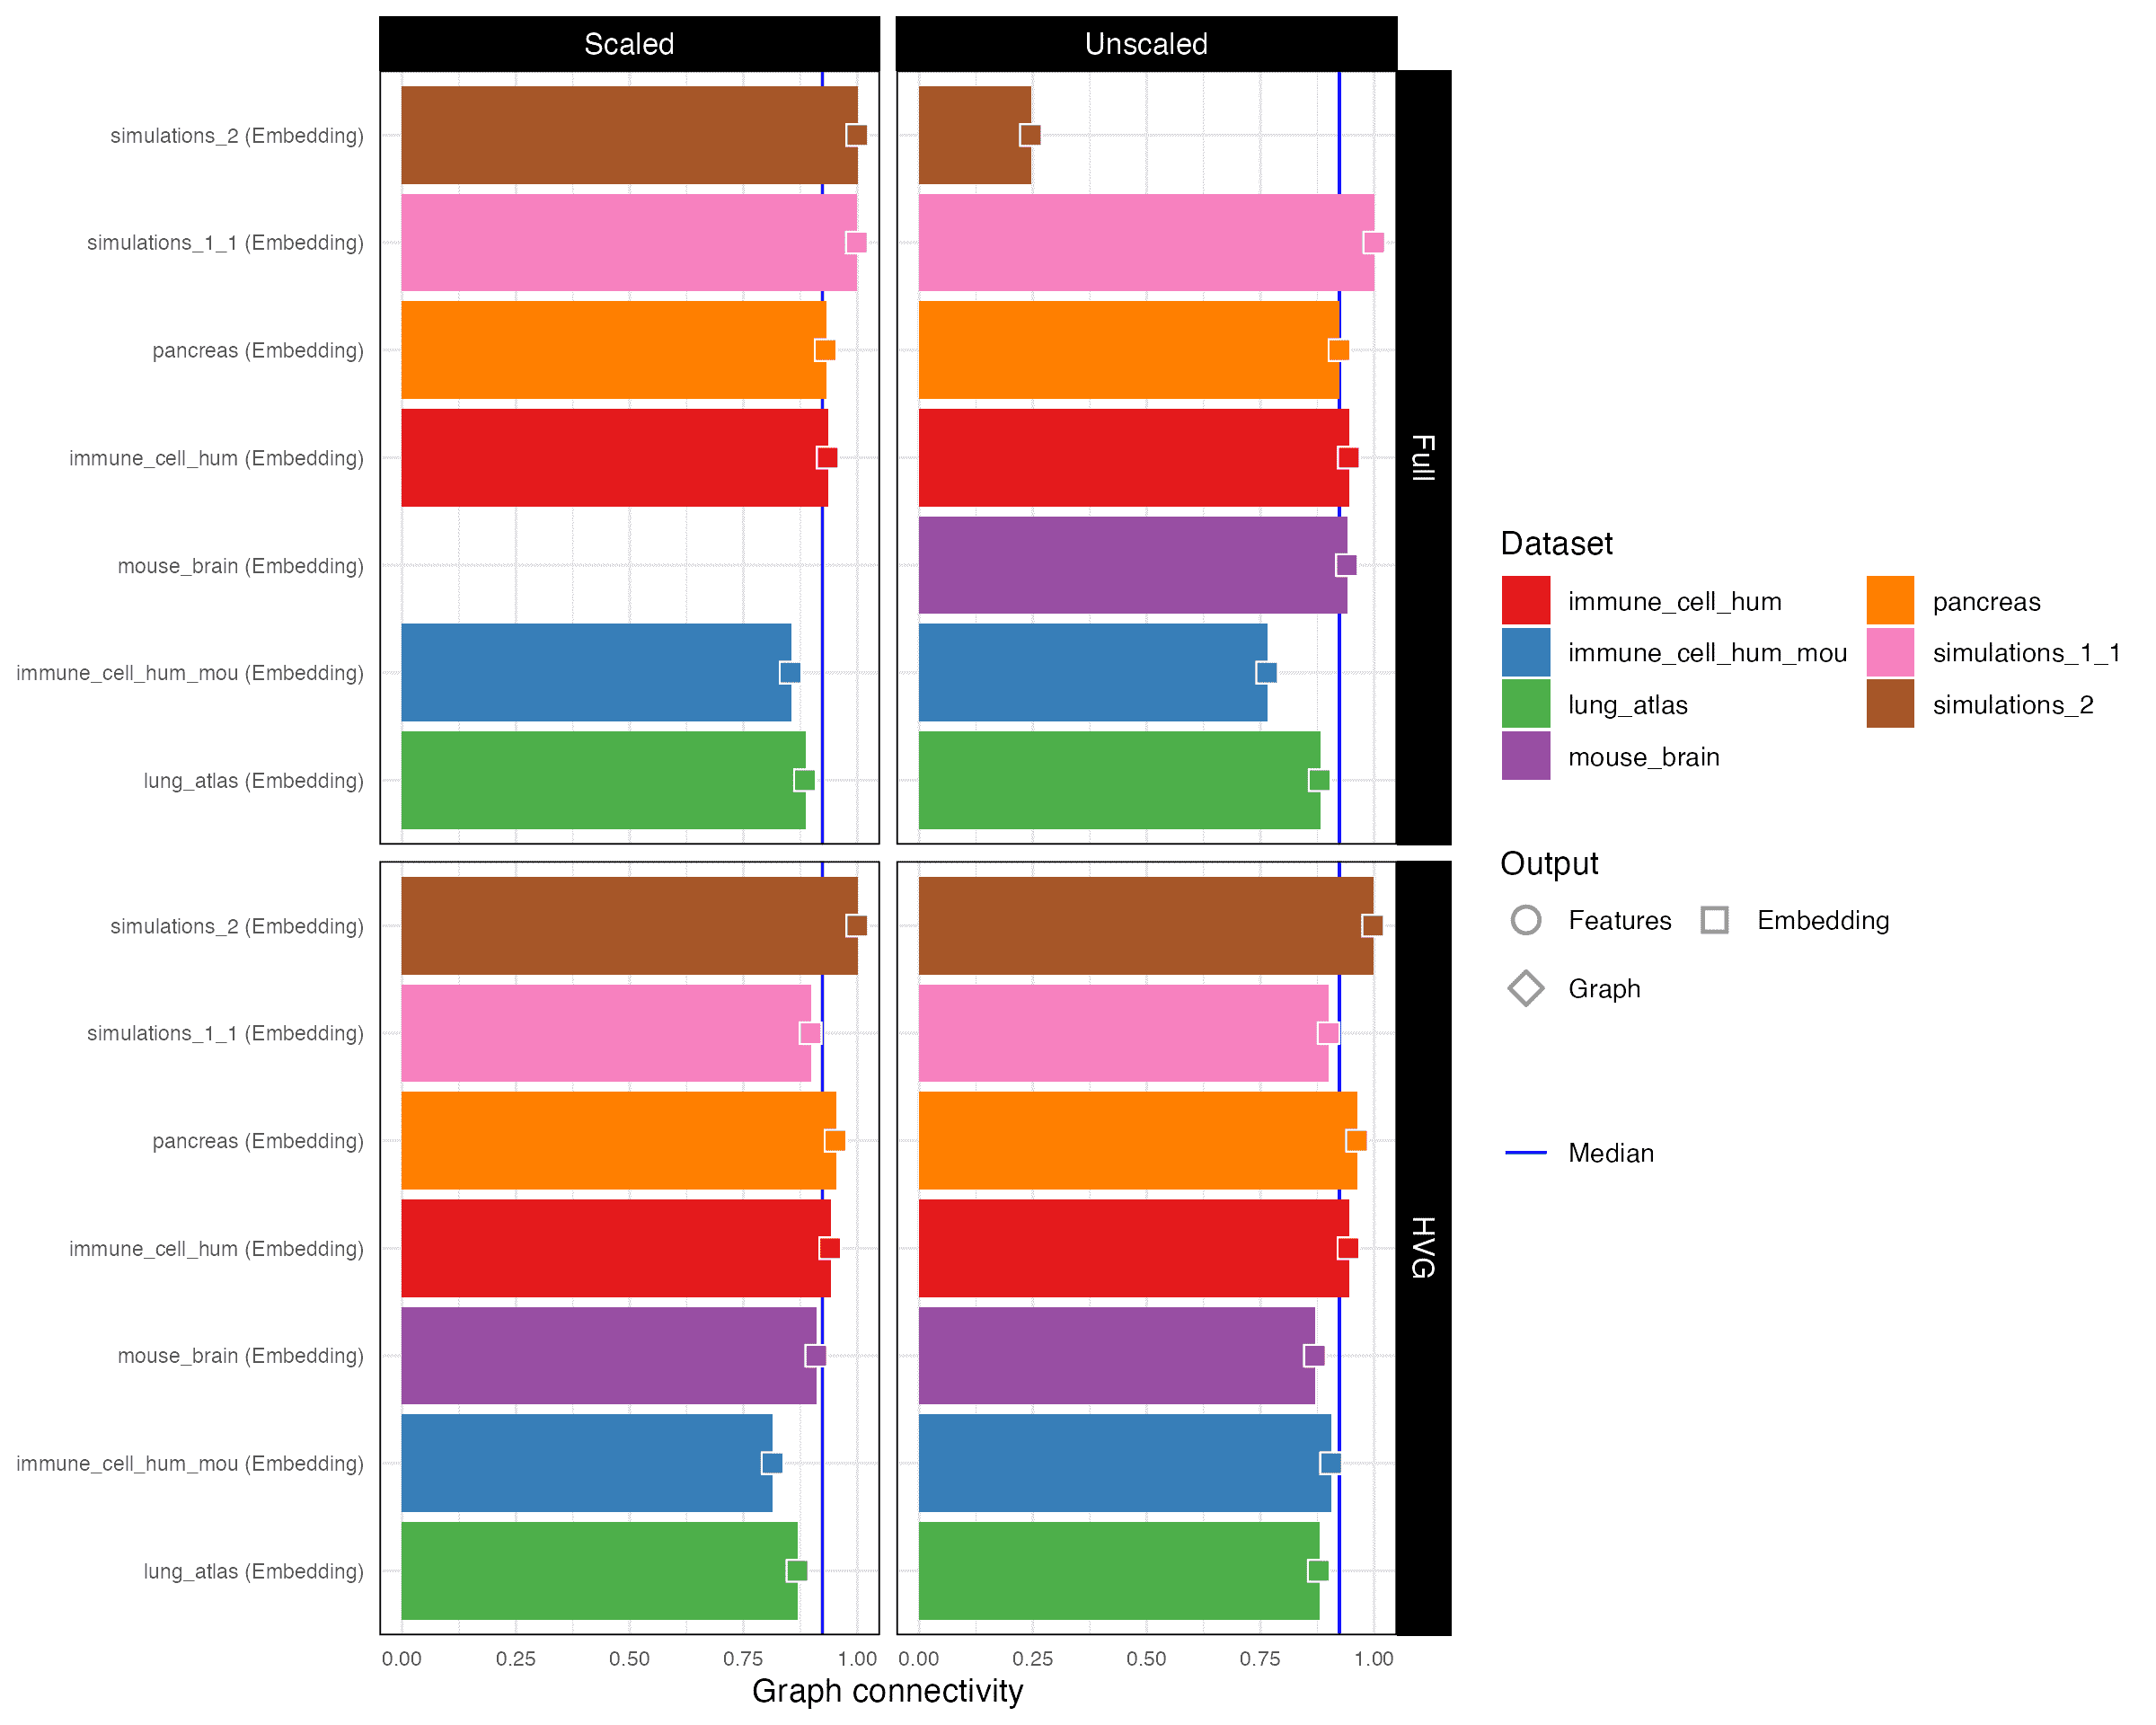 Scaled
Unscaled
Full
simulations_2 (Embedding)
simulations_1_1 (Embedding)
pancreas (Embedding)
immune_cell_hum (Embedding)
mouse_brain (Embedding)
immune_cell_hum_mou (Embedding)
lung_atlas (Embedding)
HVG
simulations_2 (Embedding)
simulations_1_1 (Embedding)
pancreas (Embedding)
immune_cell_hum (Embedding)
mouse_brain (Embedding)
immune_cell_hum_mou (Embedding)
lung_atlas (Embedding)
0.00 0.25 0.50 0.75 1.00 0.00 0.25 0.50 0.75 1.00
Graph connectivity
Dataset
immune_cell_hum
pancreas
immune_cell_hum_mou
simulations_1_1
lung_atlas
simulations_2
mouse_brain
Output
Features
Embedding
Graph
Median